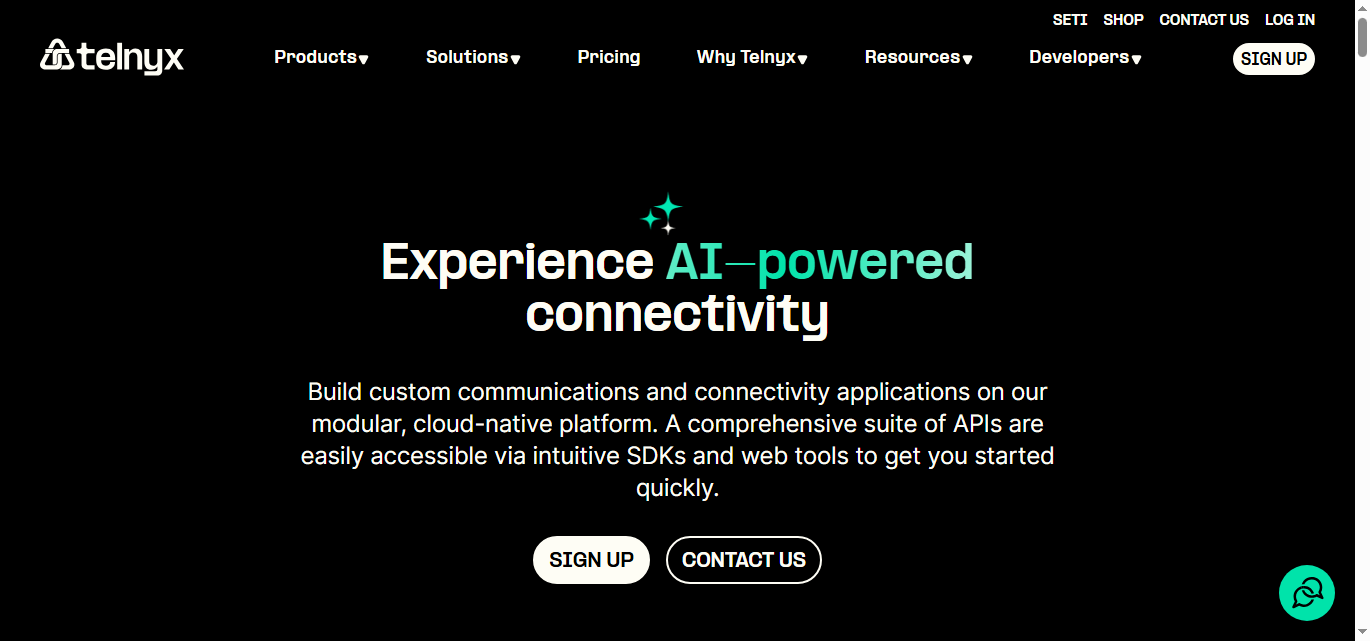 SETI SHOP CONTACT US LOG IN
telnyx Products Solutions Pricing Why Telnyx Resources Developers SIGN UP
Experience AI–powered
connectivity
Build custom communications and connectivity applications on our
modular, cloud-native platform. A comprehensive suite of APIs are
easily accessible via intuitive SDKs and web tools to get you started
quickly.
SIGN UP CONTACT US